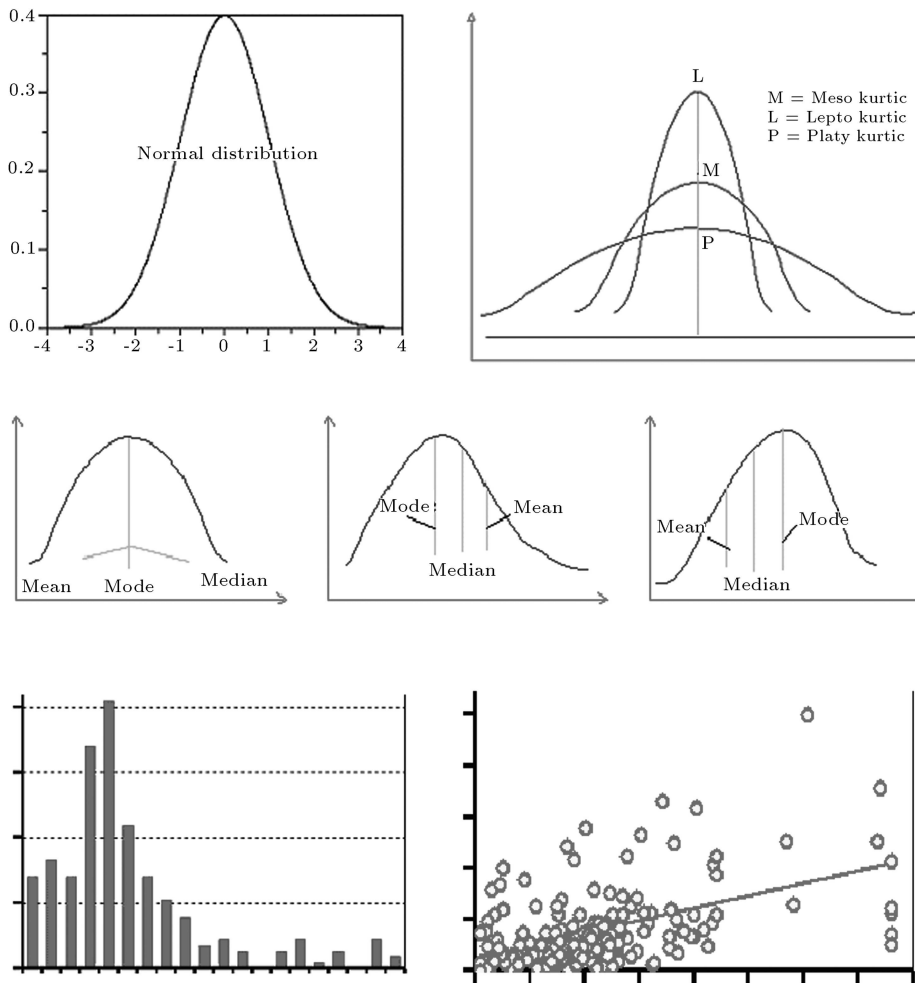 0.4
0.3
0.2
0.1
0.0
Normal distribution
-4 -3 -2 -1 0 1 2 3 4
L
M
P
M = Meso kurtic
L = Lepto kurtic
P = Platy kurtic
Mean Mode Median
Mode Mean
Median
Mean Mode
Median